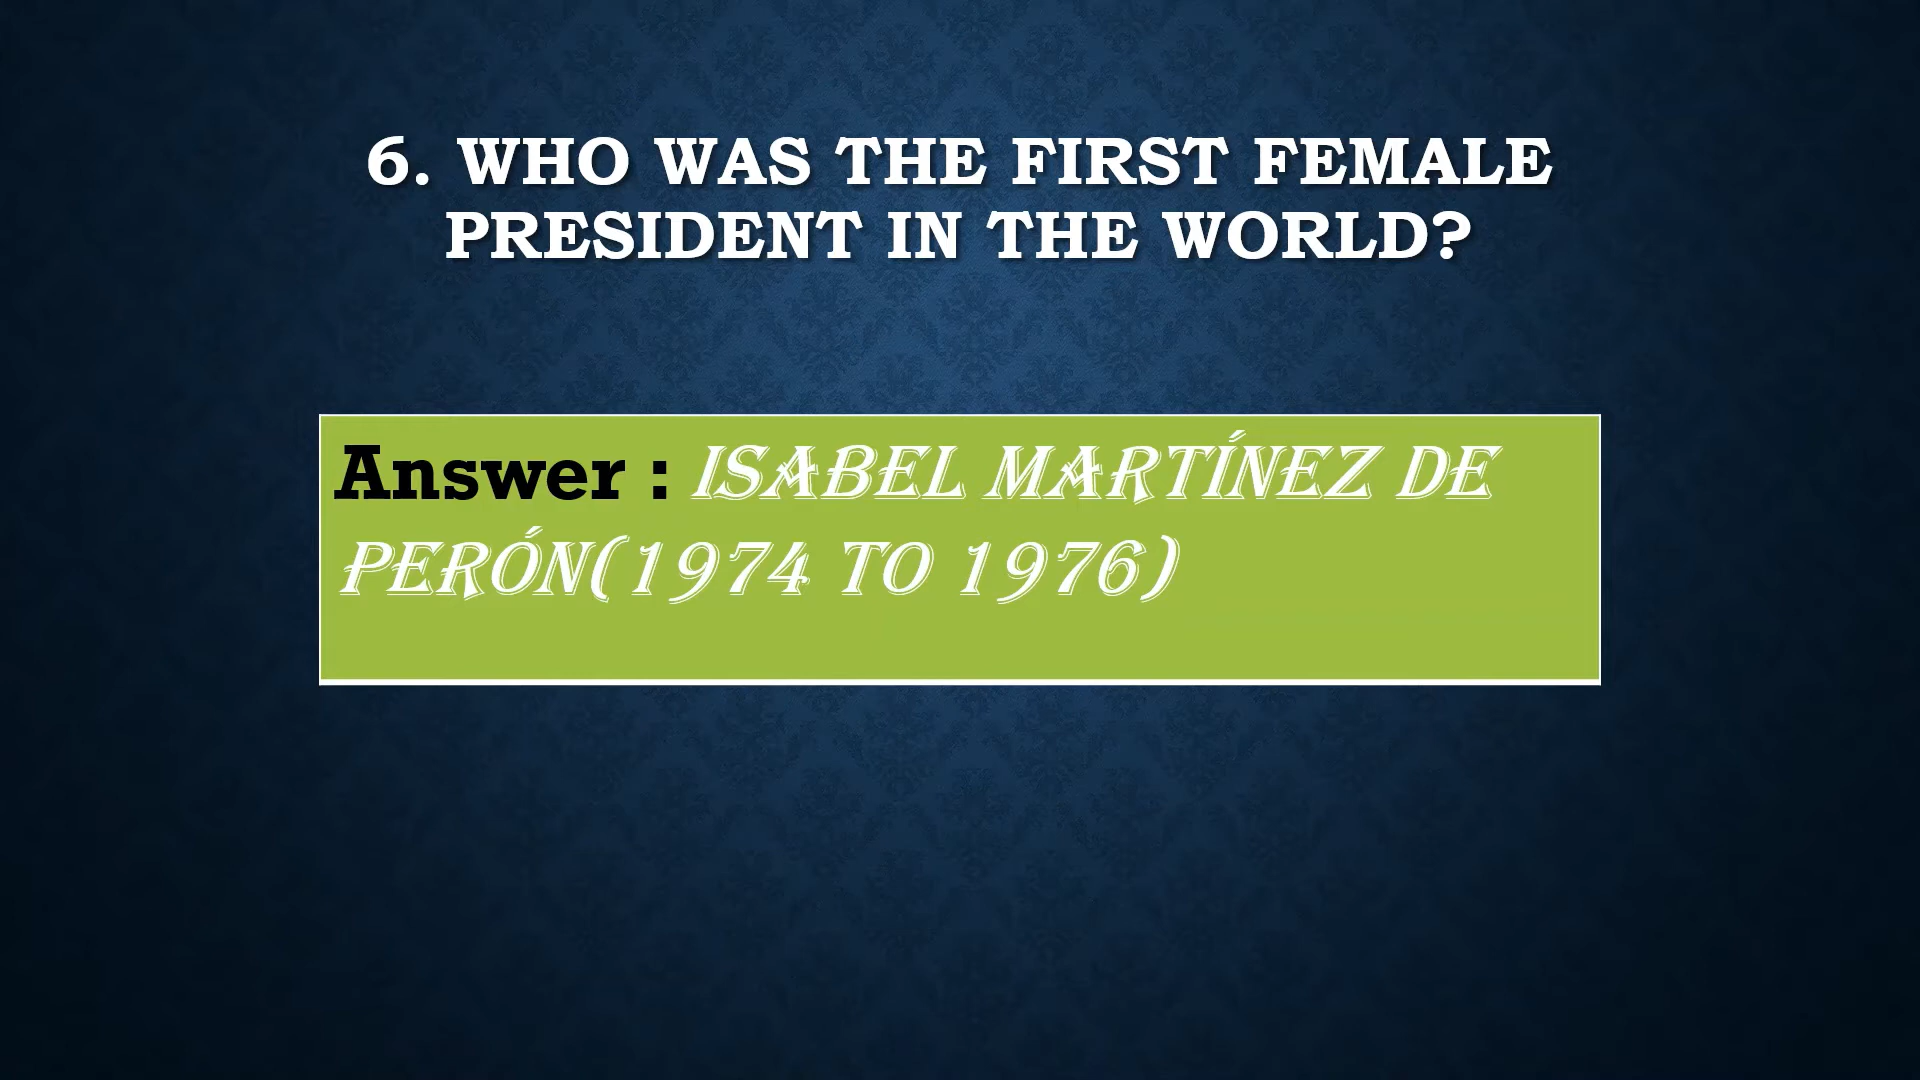 6. WHO WAS THE FIRST FEMALE
PRESIDENT IN THE WORLD?
Answer : ISABEL MARTÍNEZ DE
PERÓN(1974 TO 1976)